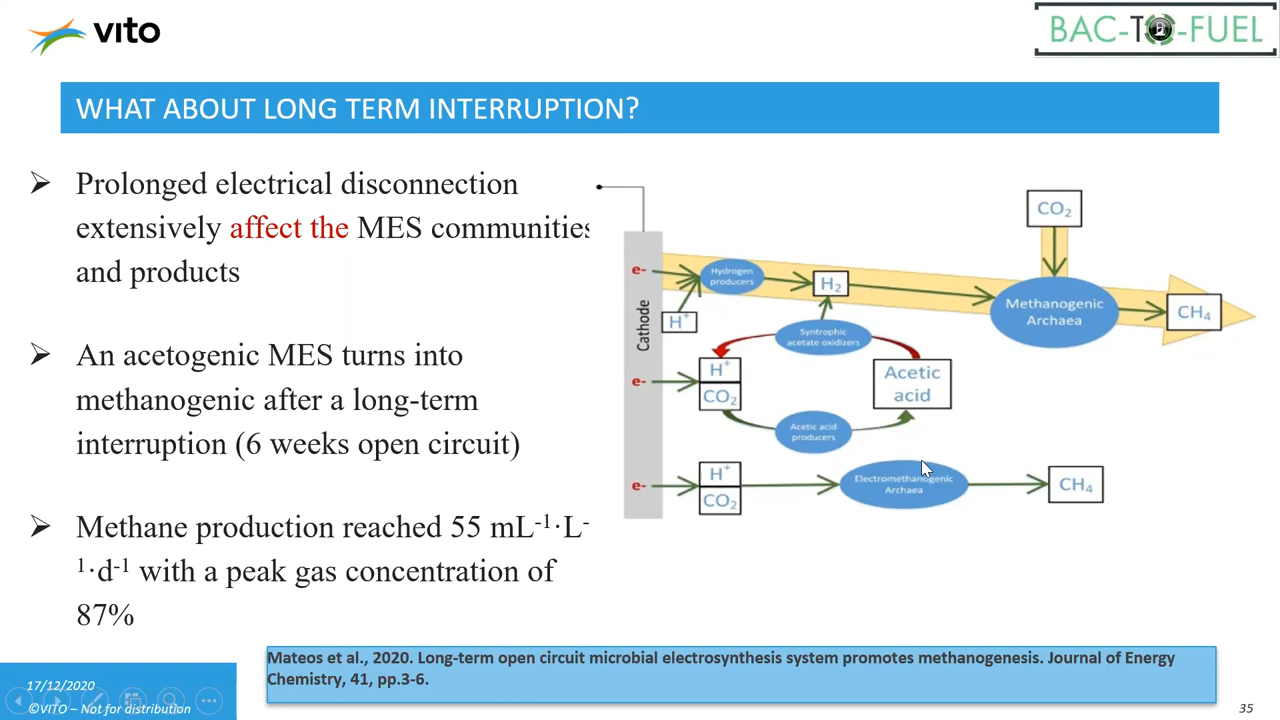 vito
BAC-TO-FUEL
WHAT ABOUT LONG TERM INTERRUPTION?
➢ Prolonged electrical disconnection
extensively affect the MES communities
and products
➢ An acetogenic MES turns into
methanogenic after a long-term
interruption (6 weeks open circuit)
➢ Methane production reached 55 mL⁻¹·L⁻
¹·d⁻¹ with a peak gas concentration of
87%
CO₂
e-
Hydrogen
producers
H₂
Methanogenic
Archaea
CH₄
H⁺
Cathode
Syntrophic
acetate oxidizers
e-
H⁺
CO₂
Acetic
acid
Acetic acid
producers
e-
H⁺
CO₂
Electromethanogenic
Archaea
CH₄
Mateos et al., 2020. Long-term open circuit microbial electrosynthesis system promotes methanogenesis. Journal of Energy
Chemistry, 41, pp.3-6.
17/12/2020
©VITO – Not for distribution
35